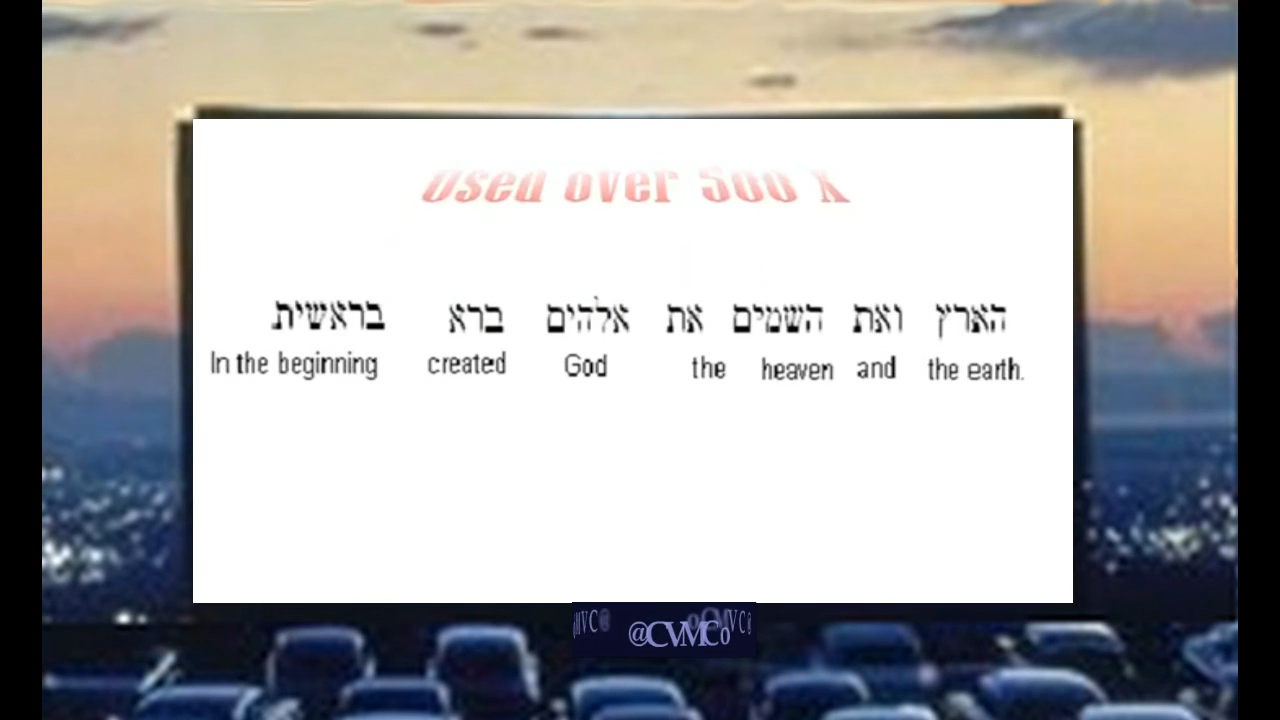 Used over 500 X
בראשית ברא אלהים את השמים ואת הארץ
In the beginning created God the heaven and the earth.
@CVMCo